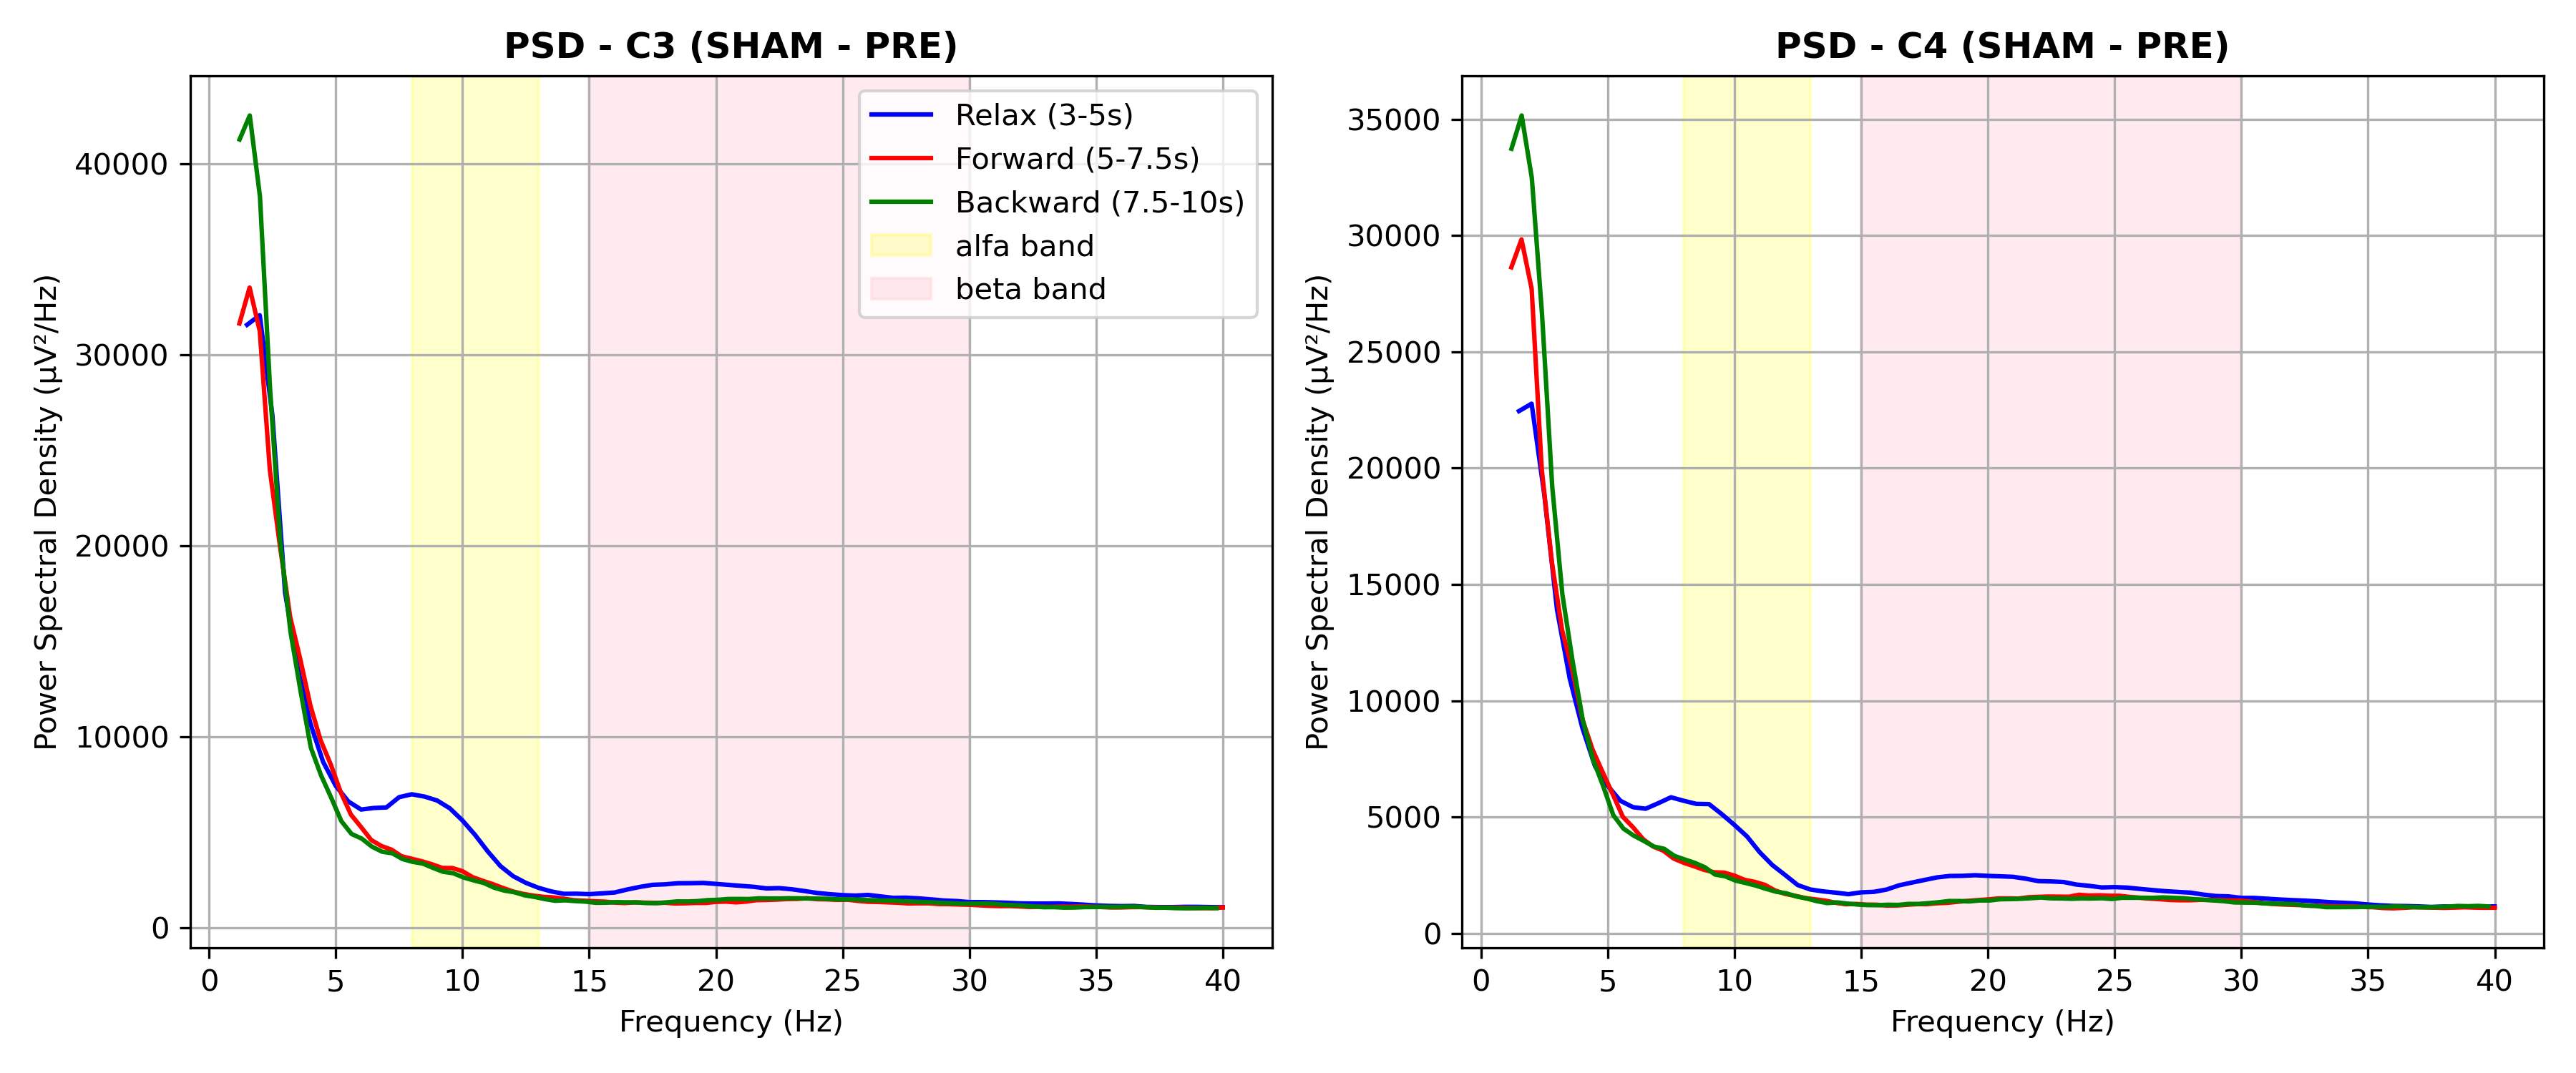 PSD - C3 (SHAM - PRE)
Power Spectral Density (µV²/Hz)
40000
30000
20000
10000
0
0 5 10 15 20 25 30 35 40
Frequency (Hz)
Relax (3-5s)
Forward (5-7.5s)
Backward (7.5-10s)
alfa band
beta band
PSD - C4 (SHAM - PRE)
Power Spectral Density (µV²/Hz)
35000
30000
25000
20000
15000
10000
5000
0
0 5 10 15 20 25 30 35 40
Frequency (Hz)